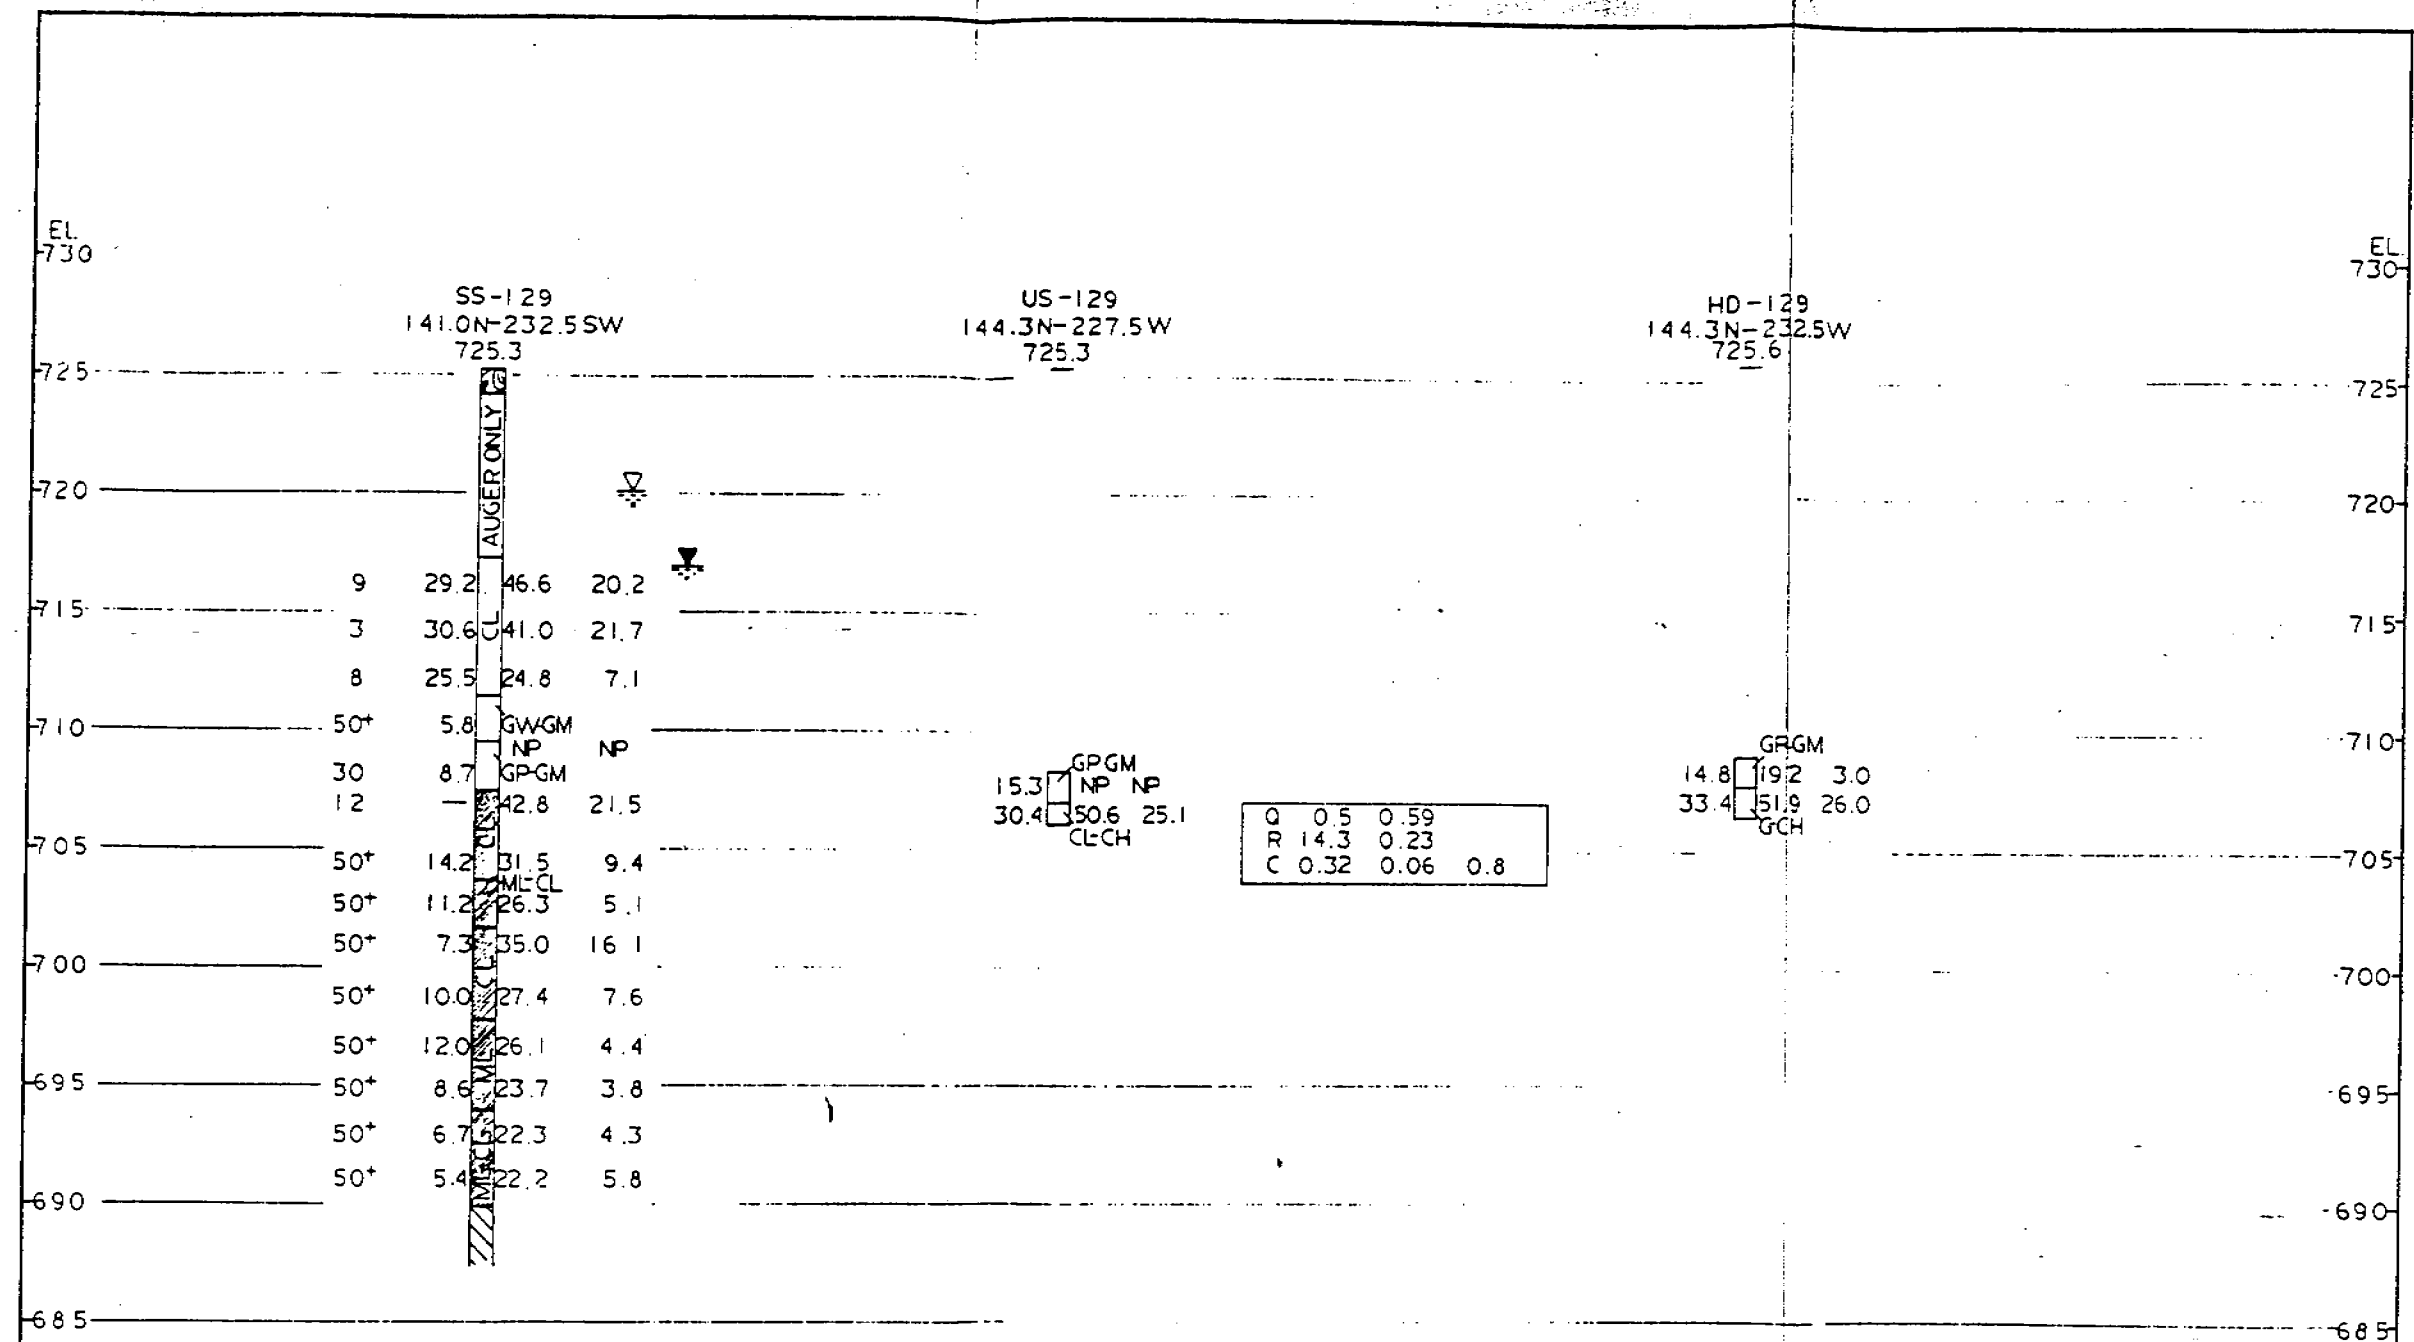 EL.
730
EL.
730
SS-129
141.0N-232.5SW
725.3
US-129
144.3N-227.5W
725.3
HD-129
144.3N-232.5W
725.6
725
725
AUGER ONLY
720
720
9 29.2 46.6 20.2
715
715
3 30.6 CL 41.0 21.7
8 25.5 24.8 7.1
710
710
50+ 5.8 GW-GM
NP NP
30 8.7 GP-GM
12 — 42.8 21.5
CL
GP-GM
15.3 NP NP
30.4 50.6 25.1
CL-CH
Q 0.5 0.59
R 14.3 0.23
C 0.32 0.06 0.8
GP-GM
14.8 19.2 3.0
33.4 51.9 26.0
705
705
50+ 14.2 31.5 9.4
ML-CL
50+ 11.2 26.3 5.1
50+ 7.3 35.0 16.1
CL
700
700
50+ 10.0 27.4 7.6
50+ 12.0 26.1 4.4
ML
695
695
50+ 8.6 23.7 3.8
50+ 6.7 22.3 4.3
50+ 5.4 22.2 5.8
690
690
685
685